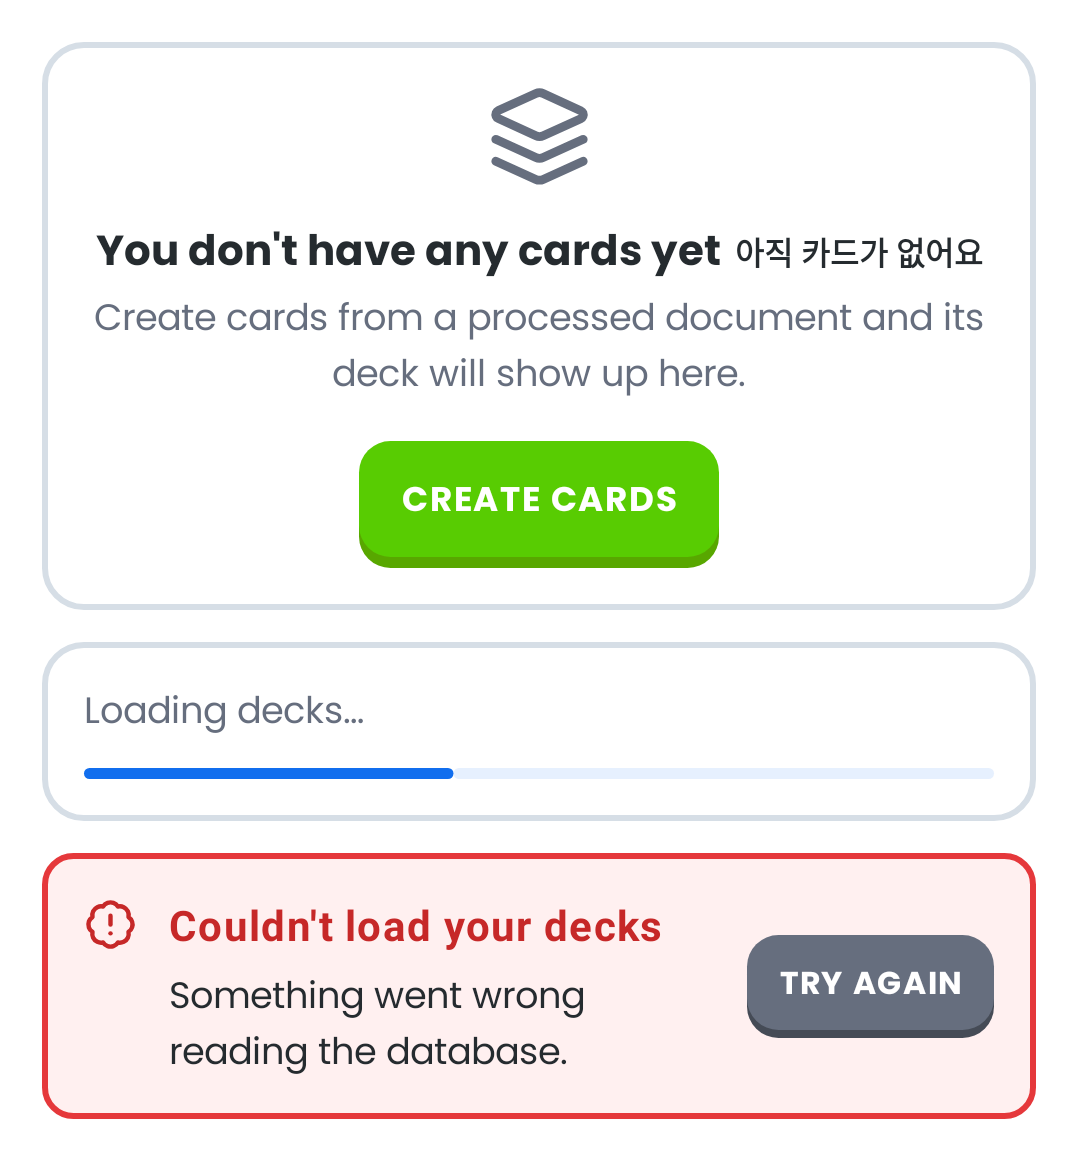 You don't have any cards yet 아직 카드가 없어요
Create cards from a processed document and its
deck will show up here.
CREATE CARDS
Loading decks...
Couldn't load your decks
Something went wrong
reading the database.
TRY AGAIN